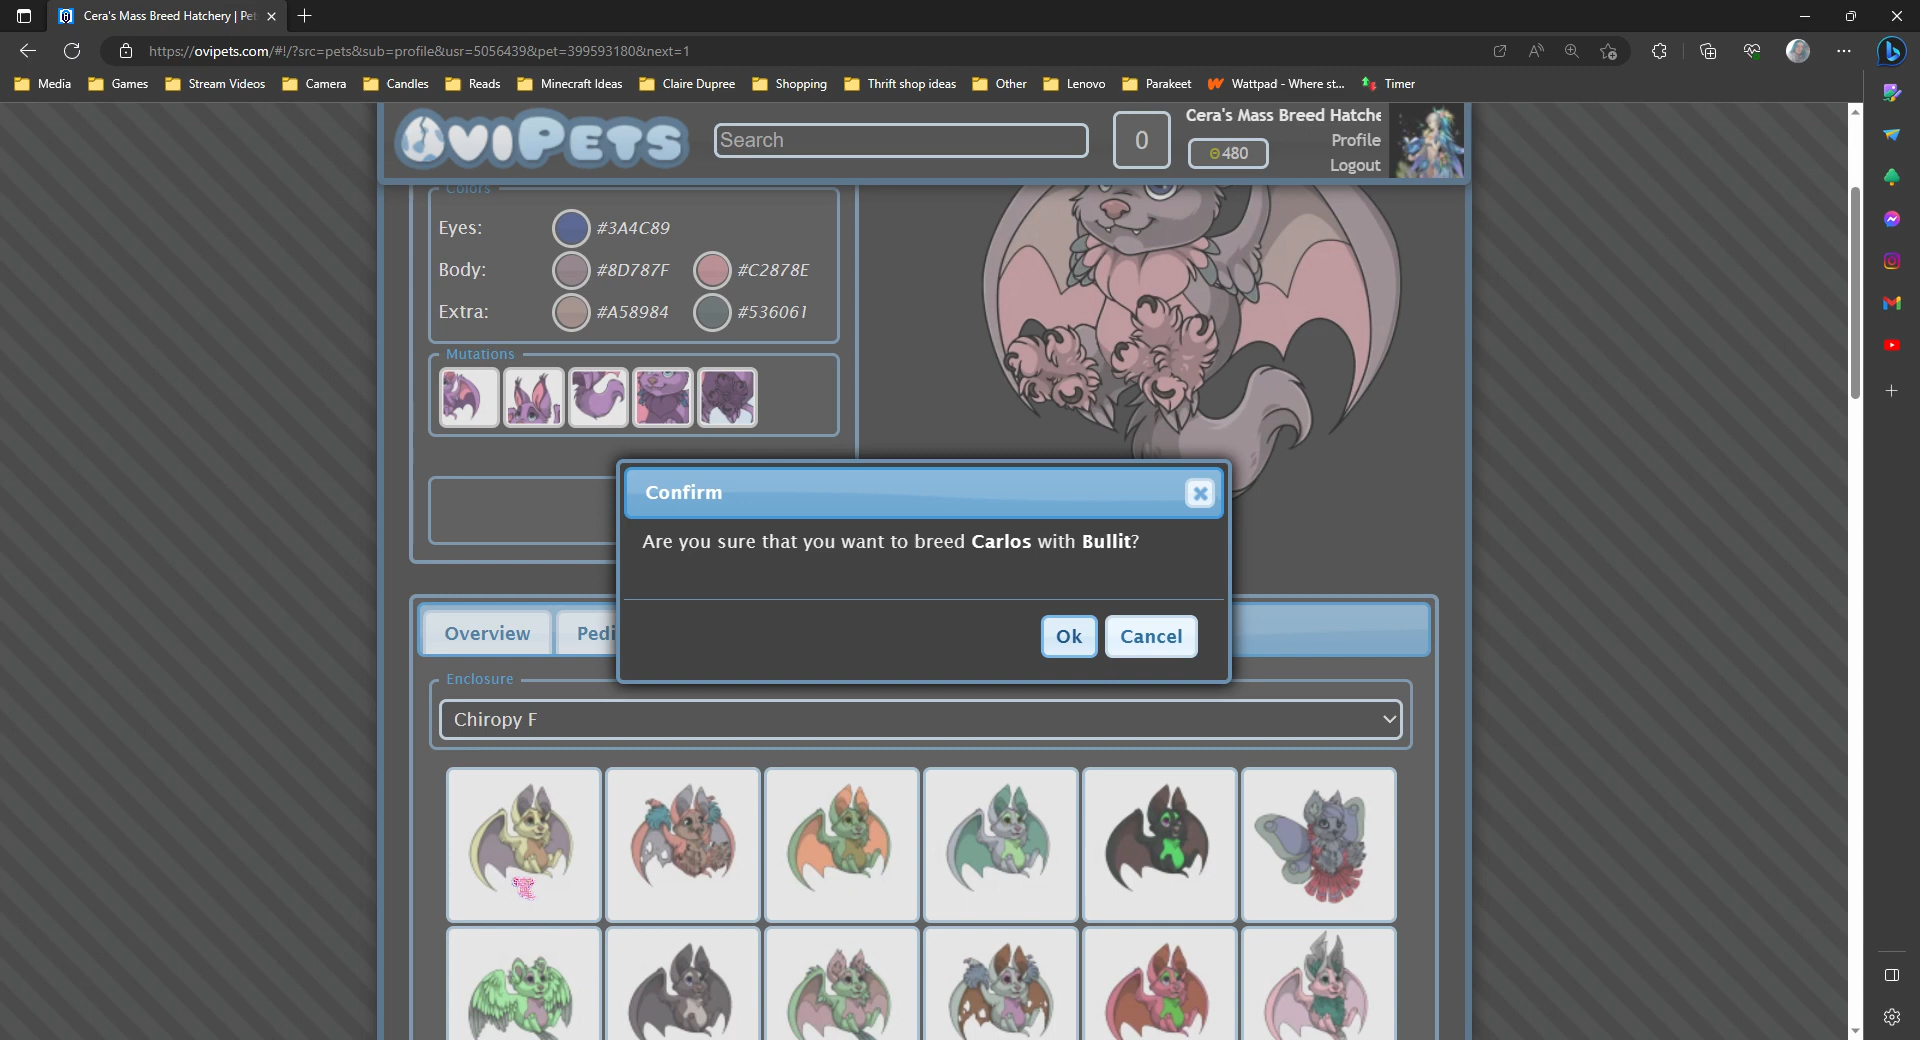 Cera's Mass Breed Hatchery | Pet
https://ovipets.com/#!/?src=pets&sub=profile&usr=5056439&pet=399593180&next=1
Media Games Stream Videos Camera Candles Reads Minecraft Ideas Claire Dupree Shopping Thrift shop ideas Other Lenovo Parakeet Wattpad - Where st... Timer
OviPets
Search
0
Cera's Mass Breed Hatche
480
Profile
Logout
Colors
Eyes: #3A4C89
Body: #8D787F #C2878E
Extra: #A58984 #536061
Mutations
Confirm
Are you sure that you want to breed Carlos with Bullit?
Ok Cancel
Overview Pedi
Enclosure
Chiropy F